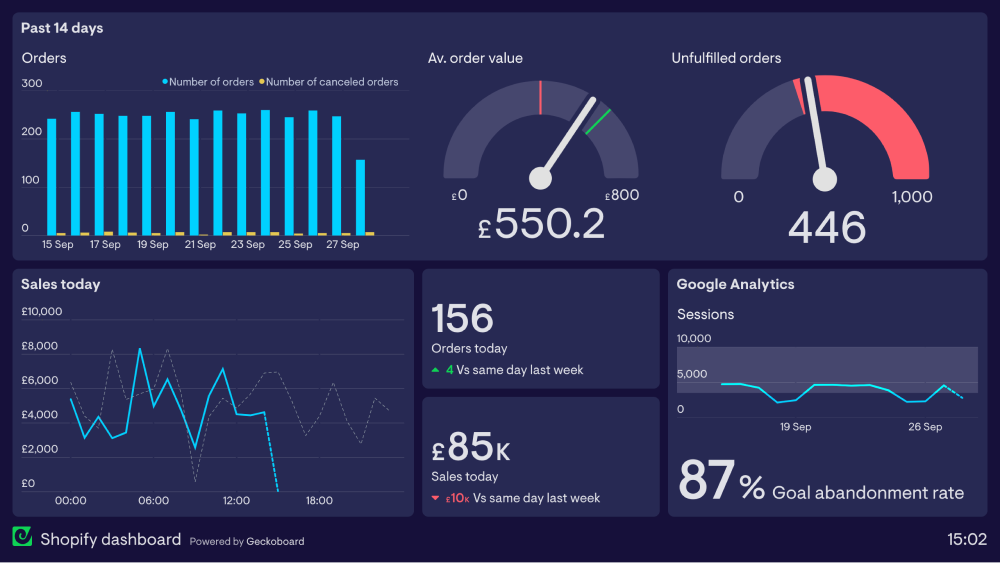 Past 14 days
Orders
Number of orders Number of canceled orders
300
200
100
0
15 Sep 17 Sep 19 Sep 21 Sep 23 Sep 25 Sep 27 Sep
Av. order value
£0 £800
£550.2
Unfulfilled orders
0 1,000
446
Sales today
£10,000
£8,000
£6,000
£4,000
£2,000
£0
00:00 06:00 12:00 18:00
156
Orders today
4 Vs same day last week
£85K
Sales today
£10K Vs same day last week
Google Analytics
Sessions
10,000
5,000
0
19 Sep 26 Sep
87% Goal abandonment rate
Shopify dashboard Powered by Geckoboard
15:02